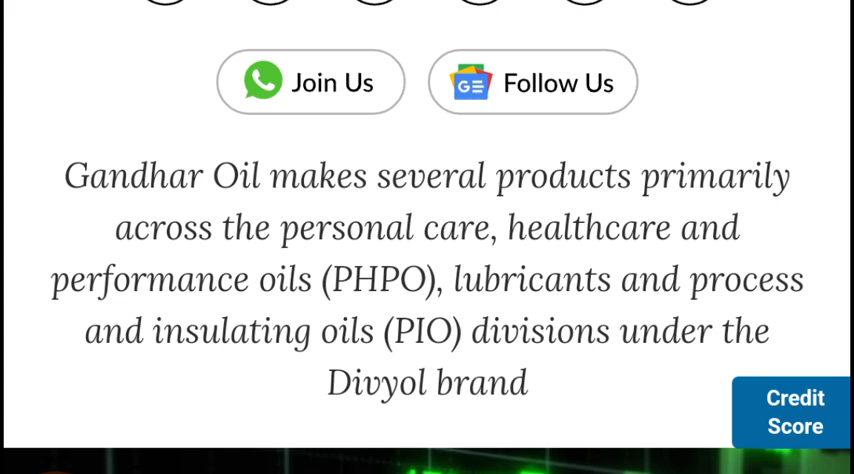 Join Us
Follow Us
Gandhar Oil makes several products primarily
across the personal care, healthcare and
performance oils (PHPO), lubricants and process
and insulating oils (PIO) divisions under the
Divyol brand
Credit
Score